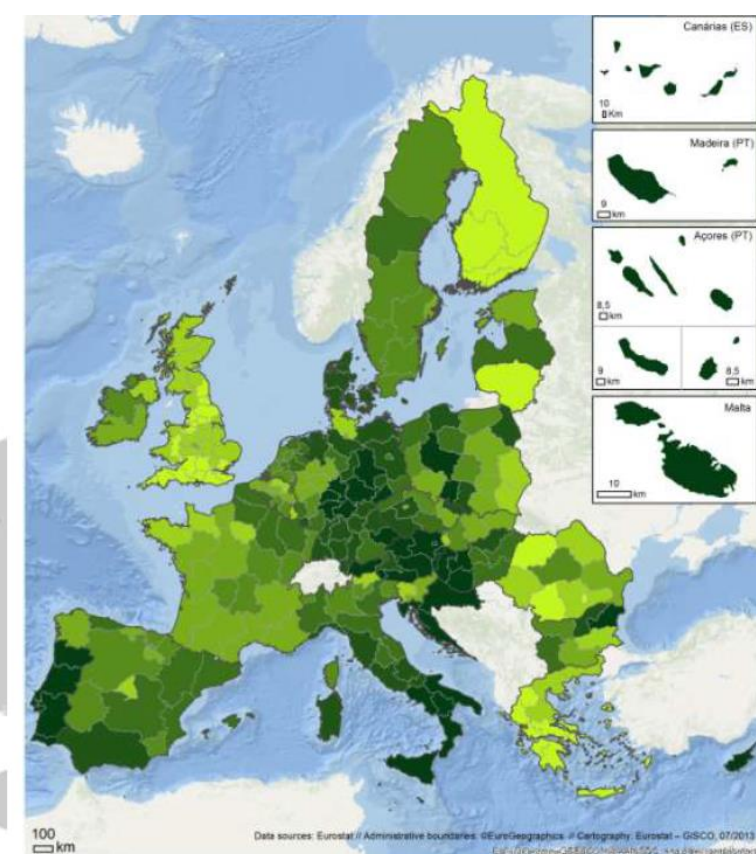 Canárias (ES)
10
Km
Madeira (PT)
9
km
Açores (PT)
8,5
km
9
km
8,5
km
Malta
10
km
100
km
Data sources: Eurostat // Administrative boundaries: ©EuroGeographics // Cartography: Eurostat – GISCO, 07/2013